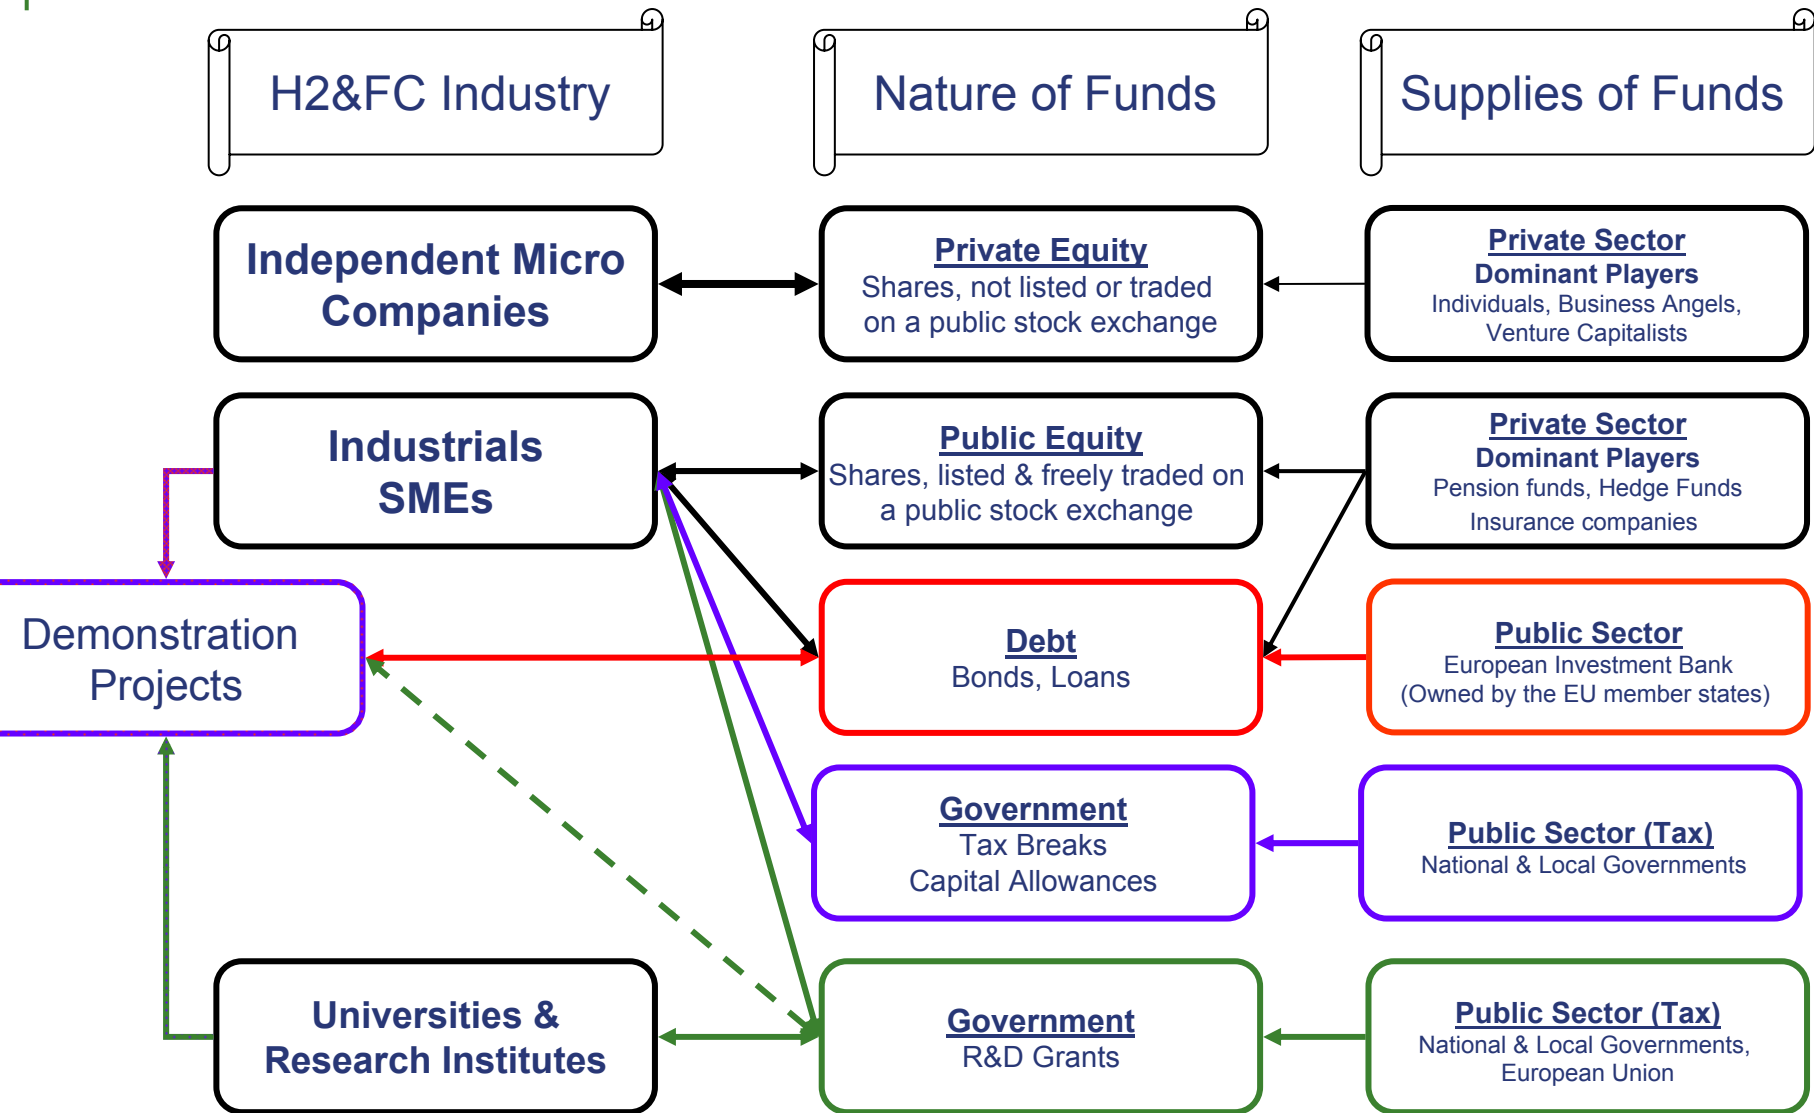 H2&FC Industry
Nature of Funds
Supplies of Funds
Independent Micro
Companies
Private Equity
Shares, not listed or traded
on a public stock exchange
Private Sector
Dominant Players
Individuals, Business Angels,
Venture Capitalists
Industrials
SMEs
Public Equity
Shares, listed & freely traded on
a public stock exchange
Private Sector
Dominant Players
Pension funds, Hedge Funds
Insurance companies
Demonstration
Projects
Debt
Bonds, Loans
Public Sector
European Investment Bank
(Owned by the EU member states)
Government
Tax Breaks
Capital Allowances
Public Sector (Tax)
National & Local Governments
Universities &
Research Institutes
Government
R&D Grants
Public Sector (Tax)
National & Local Governments,
European Union